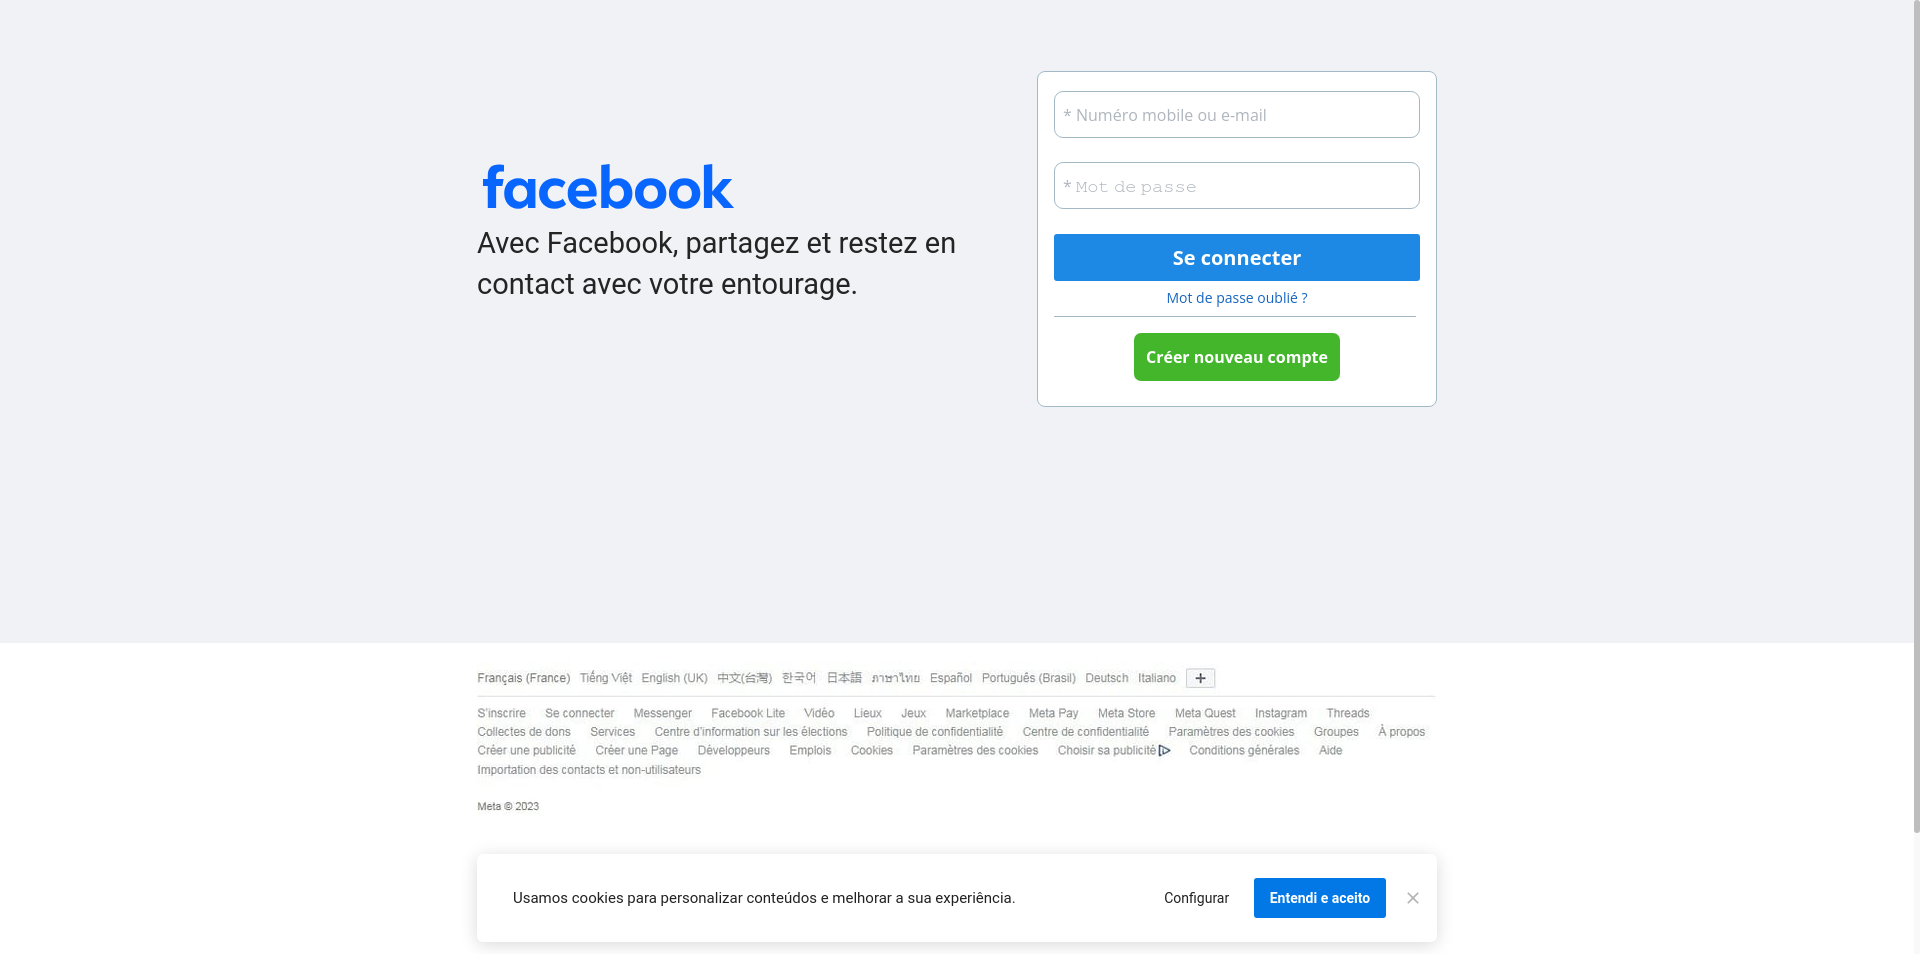 facebook
Avec Facebook, partagez et restez en
contact avec votre entourage.
* Numéro mobile ou e-mail
* Mot de passe
Se connecter
Mot de passe oublié ?
Créer nouveau compte
Français (France) Tiếng Việt English (UK) 中文(台灣) 한국어 日本語 ภาษาไทย Español Português (Brasil) Deutsch Italiano +
S’inscrire Se connecter Messenger Facebook Lite Vidéo Lieux Jeux Marketplace Meta Pay Meta Store Meta Quest Instagram Threads
Collectes de dons Services Centre d’information sur les élections Politique de confidentialité Centre de confidentialité Paramètres des cookies Groupes À propos
Créer une publicité Créer une Page Développeurs Emplois Cookies Paramètres des cookies Choisir sa publicité Conditions générales Aide
Importation des contacts et non-utilisateurs
Meta © 2023
Usamos cookies para personalizar conteúdos e melhorar a sua experiência. Configurar Entendi e aceito